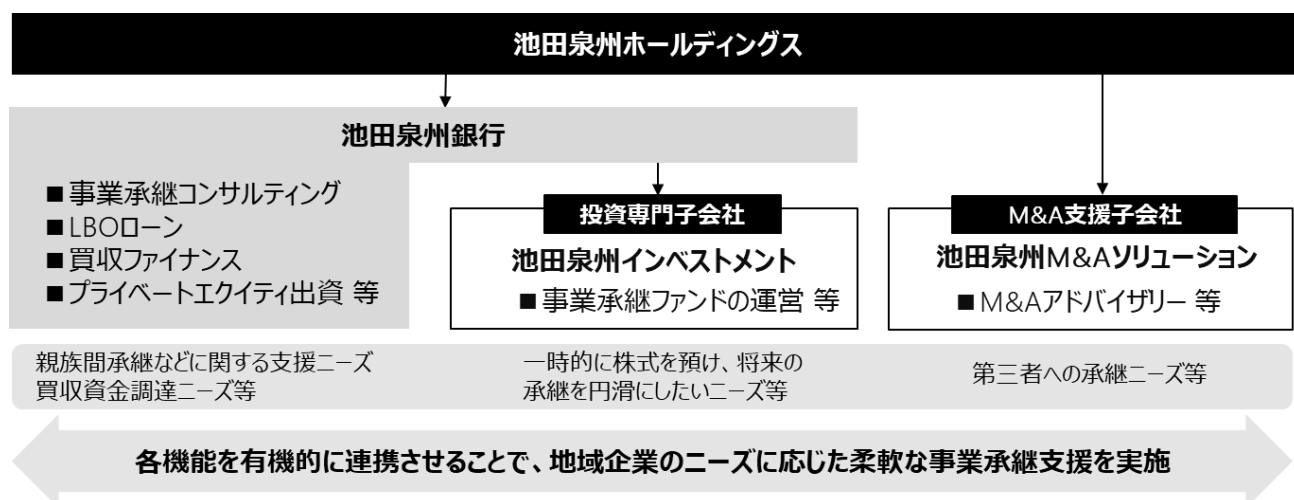 池田泉州ホールディングス
池田泉州銀行
■事業承継コンサルティング
■LBOローン
■買収ファイナンス
■プライベートエクイティ出資 等
投資専門子会社
池田泉州インベストメント
■事業承継ファンドの運営 等
M&A支援子会社
池田泉州M&Aソリューション
■M&Aアドバイザリー 等
親族間承継などに関する支援ニーズ
買収資金調達ニーズ等
一時的に株式を預け、将来の
承継を円滑にしたいニーズ等
第三者への承継ニーズ等
各機能を有機的に連携させることで、地域企業のニーズに応じた柔軟な事業承継支援を実施